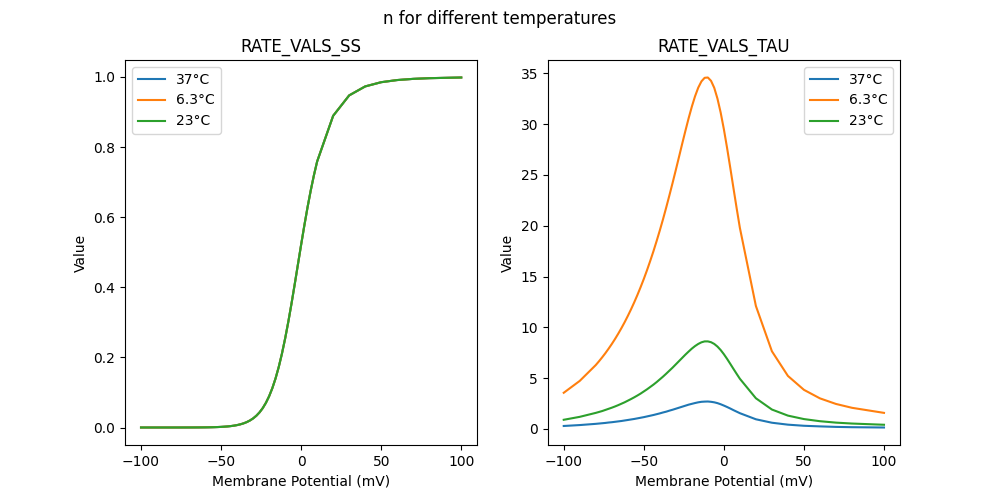 n for different temperatures
RATE_VALS_SS
Value
1.0
0.8
0.6
0.4
0.2
0.0
37°C
6.3°C
23°C
−100
−50
0
50
100
Membrane Potential (mV)
RATE_VALS_TAU
Value
35
30
25
20
15
10
5
0
37°C
6.3°C
23°C
−100
−50
0
50
100
Membrane Potential (mV)